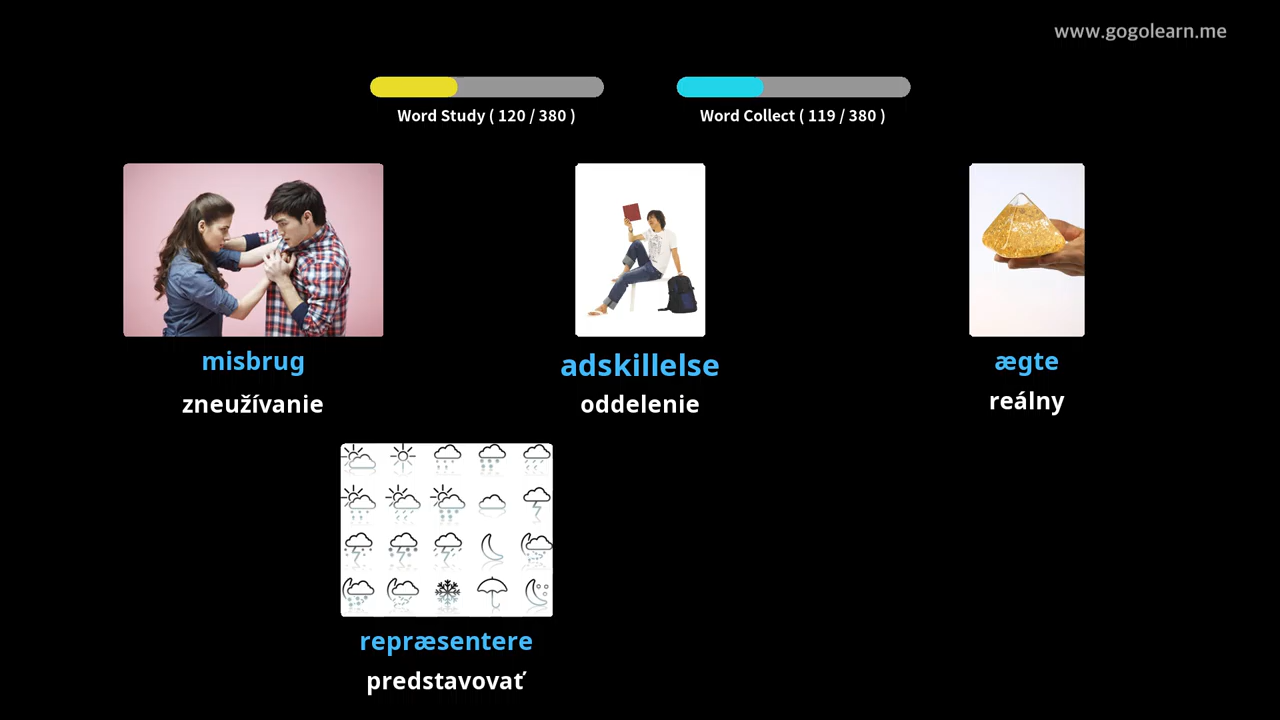 www.gogolearn.me
Word Study ( 120 / 380 )
Word Collect ( 119 / 380 )
misbrug
zneužívanie
adskillelse
oddelenie
ægte
reálny
repræsentere
predstavovať